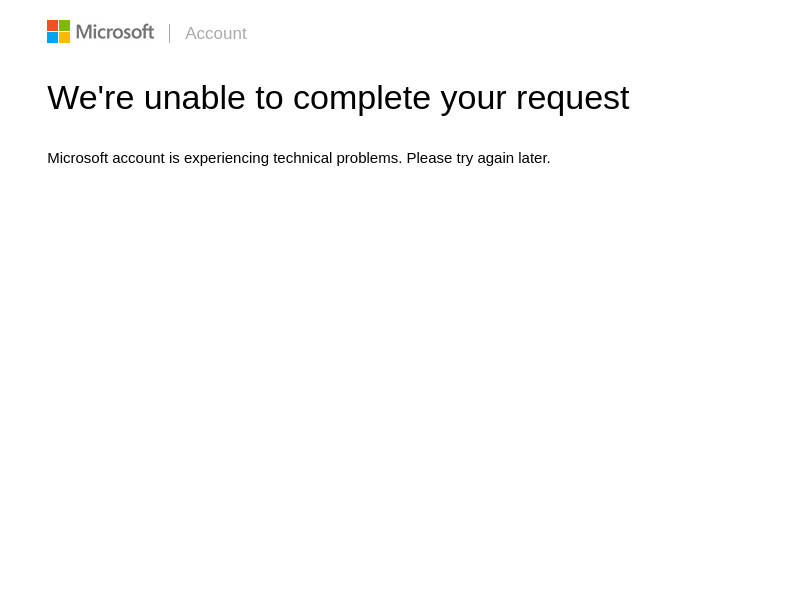 Microsoft Account
We're unable to complete your request
Microsoft account is experiencing technical problems. Please try again later.